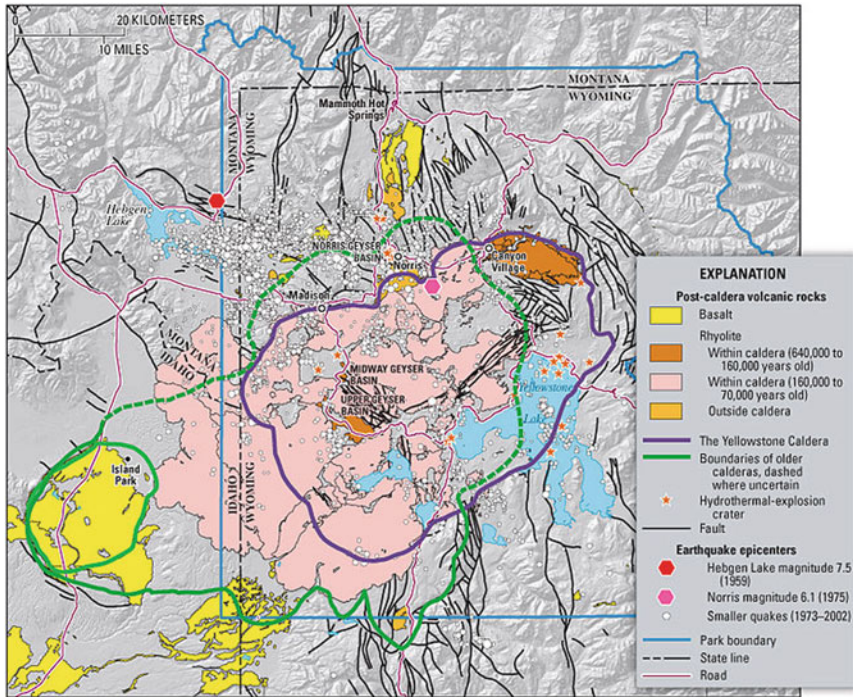 0
20 KILOMETERS
10 MILES
MONTANA
WYOMING
Mammoth Hot
Springs
MONTANA
WYOMING
Hebgen
Lake
NORRIS GEYSER
BASIN
Norris
Canyon
Village
Madison
MONTANA
IDAHO
MIDWAY GEYSER
BASIN
UPPER GEYSER
BASIN
Yellowstone
Lake
Island
Park
IDAHO
WYOMING
EXPLANATION
Post-caldera volcanic rocks
Basalt
Rhyolite
Within caldera (640,000 to
160,000 years old)
Within caldera (160,000 to
70,000 years old)
Outside caldera
The Yellowstone Caldera
Boundaries of older
calderas, dashed
where uncertain
Hydrothermal-explosion
crater
Fault
Earthquake epicenters
Hebgen Lake magnitude 7.5
(1959)
Norris magnitude 6.1 (1975)
Smaller quakes (1973–2002)
Park boundary
State line
Road